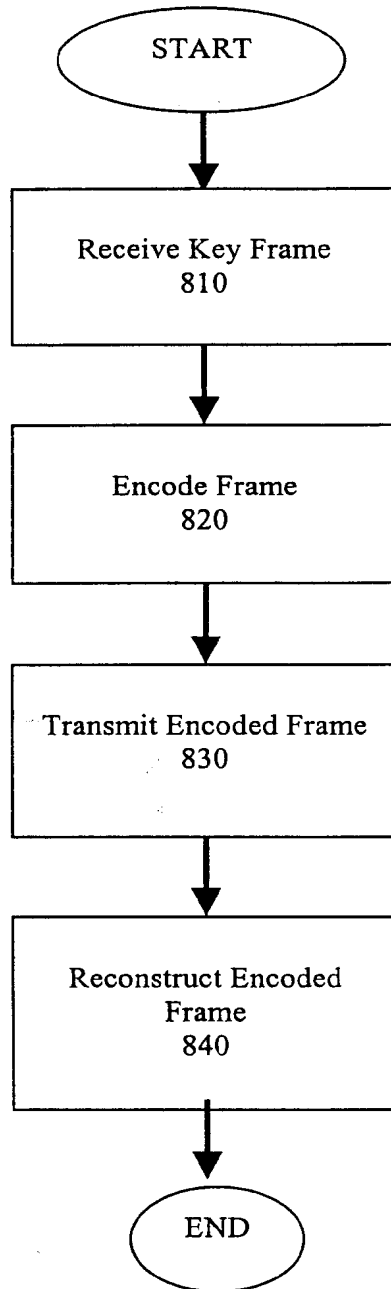 START
Receive Key Frame
810
Encode Frame
820
Transmit Encoded Frame
830
Reconstruct Encoded
Frame
840
END